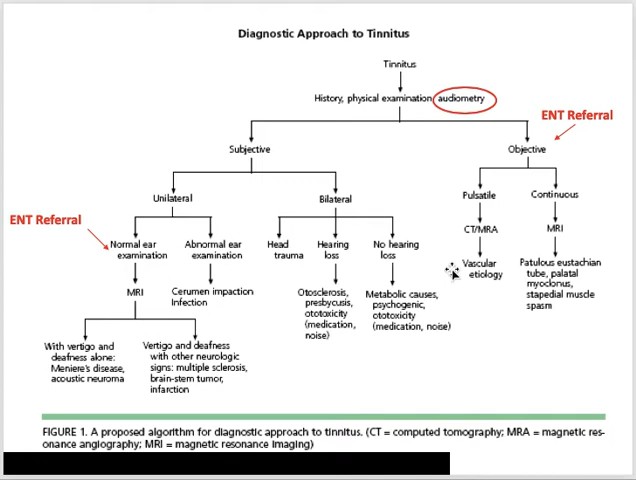 Diagnostic Approach to Tinnitus
Tinnitus
History, physical examination audiometry
ENT Referral
Subjective
Objective
Unilateral
Bilateral
Pulsatile
Continuous
ENT Referral
Normal ear
examination
Abnormal ear
examination
Head
trauma
Hearing
loss
No hearing
loss
CT/MRA
MRI
MRI
Cerumen impaction
Infection
Otosclerosis,
presbycusis,
ototoxicity
(medication,
noise)
Metabolic causes,
psychogenic,
ototoxicity
(medication, noise)
Vascular
etiology
Patulous eustachian
tube, palatal
myoclonus,
stapedial muscle
spasm
With vertigo and
deafness alone:
Meniere's disease,
acoustic neuroma
Vertigo and deafness
with other neurologic
signs: multiple sclerosis,
brain-stem tumor,
infarction
FIGURE 1. A proposed algorithm for diagnostic approach to tinnitus. (CT = computed tomography; MRA = magnetic res-
onance angiography; MRI = magnetic resonance imaging)